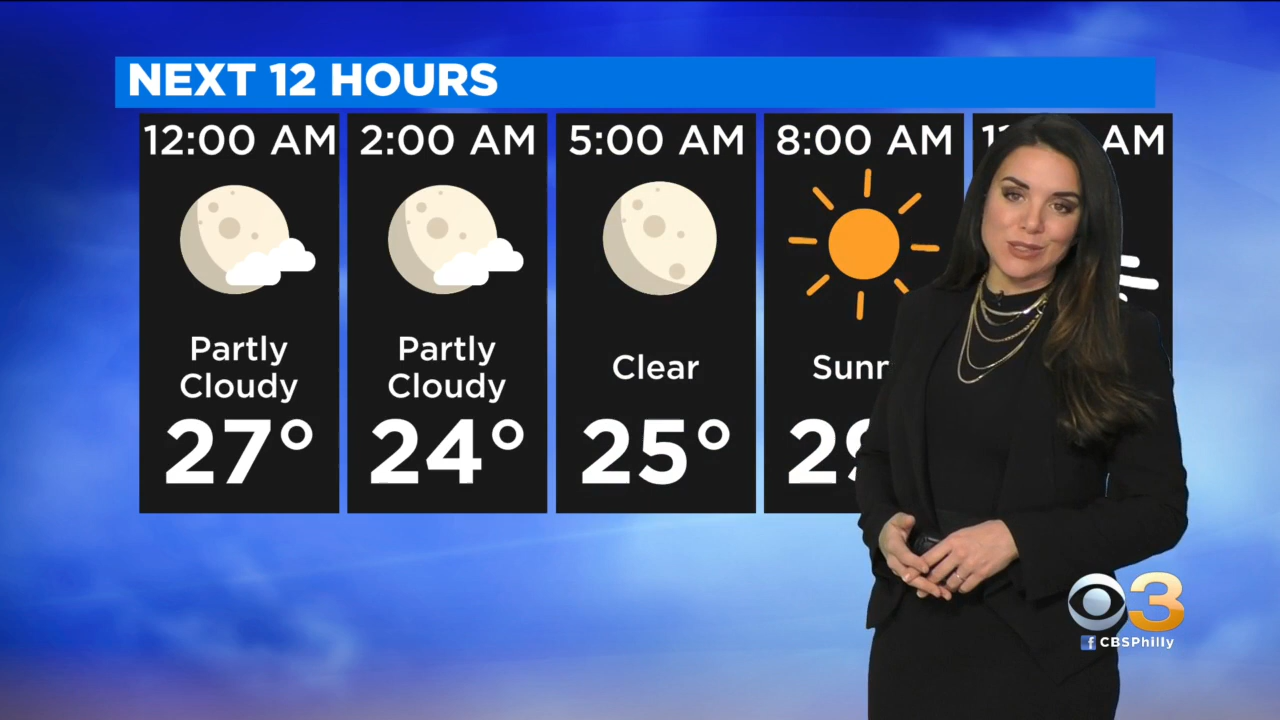 NEXT 12 HOURS
12:00 AM
2:00 AM
5:00 AM
8:00 AM
AM
Partly
Cloudy
Partly
Cloudy
Clear
27°
24°
25°
3
CBSPhilly